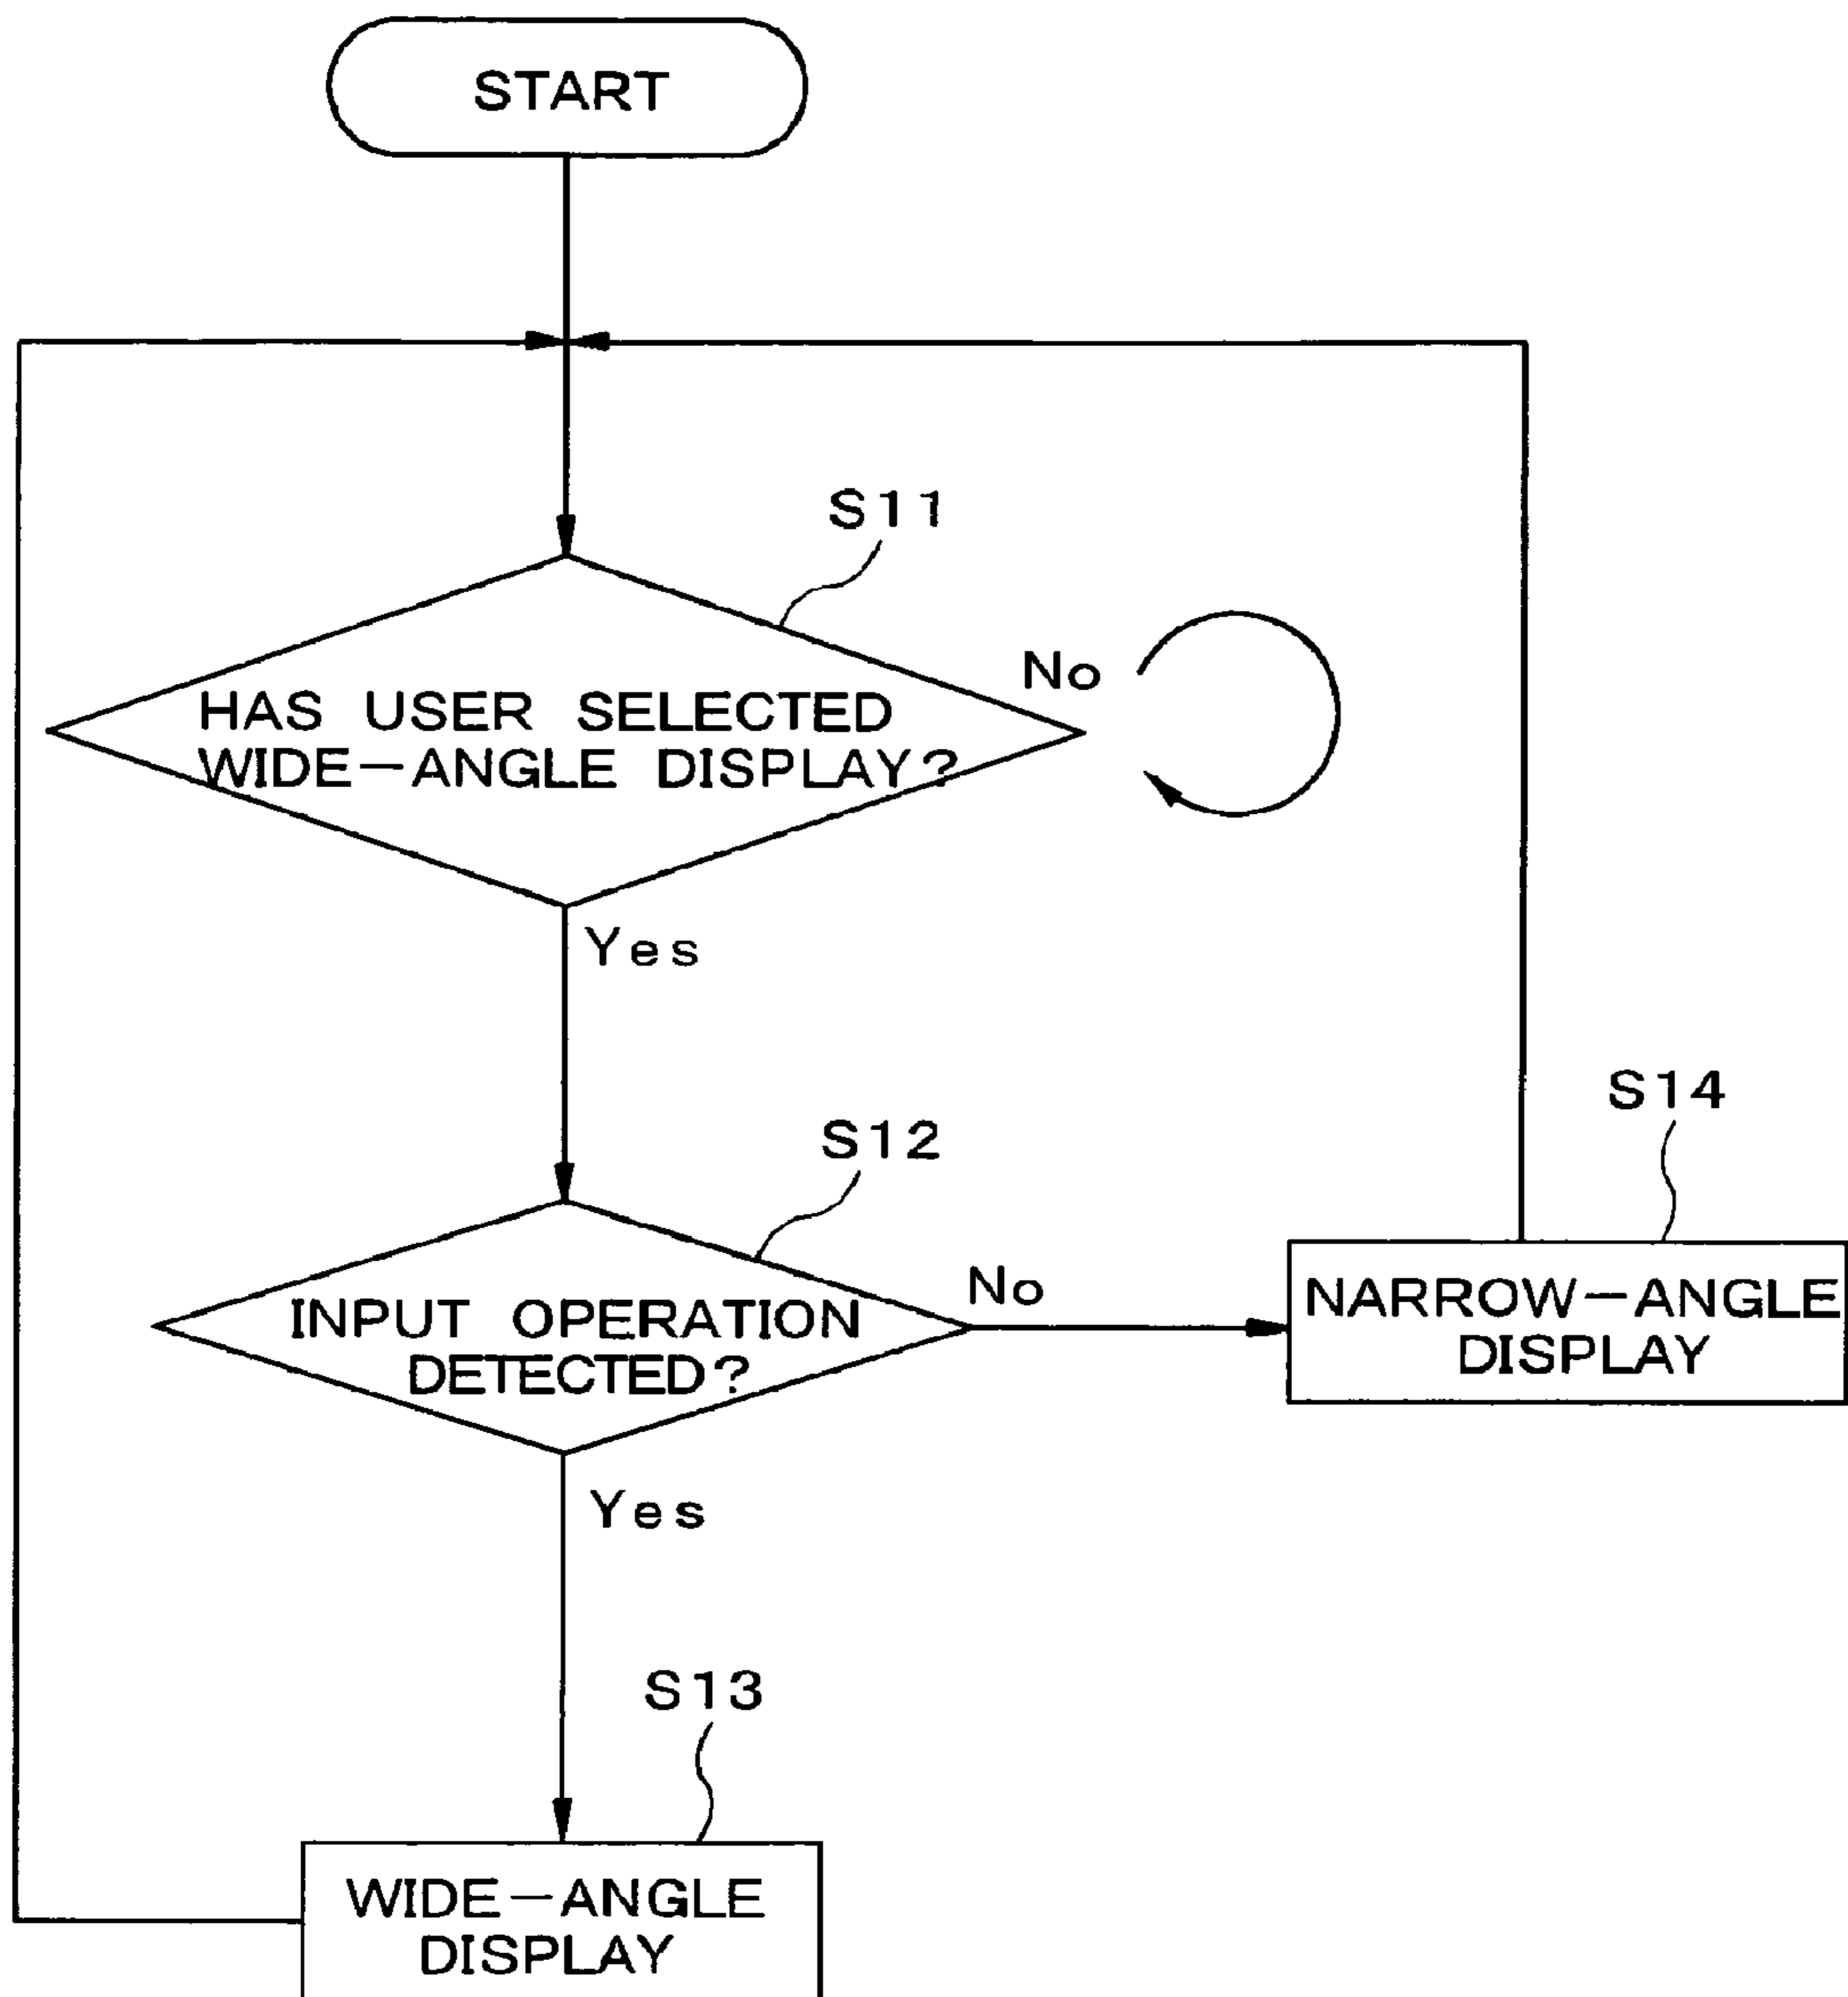 START
S11
No
HAS USER SELECTED
WIDE-ANGLE DISPLAY?
Yes
S14
S12
No
NARROW-ANGLE
DISPLAY
INPUT OPERATION
DETECTED?
Yes
S13
WIDE-ANGLE
DISPLAY